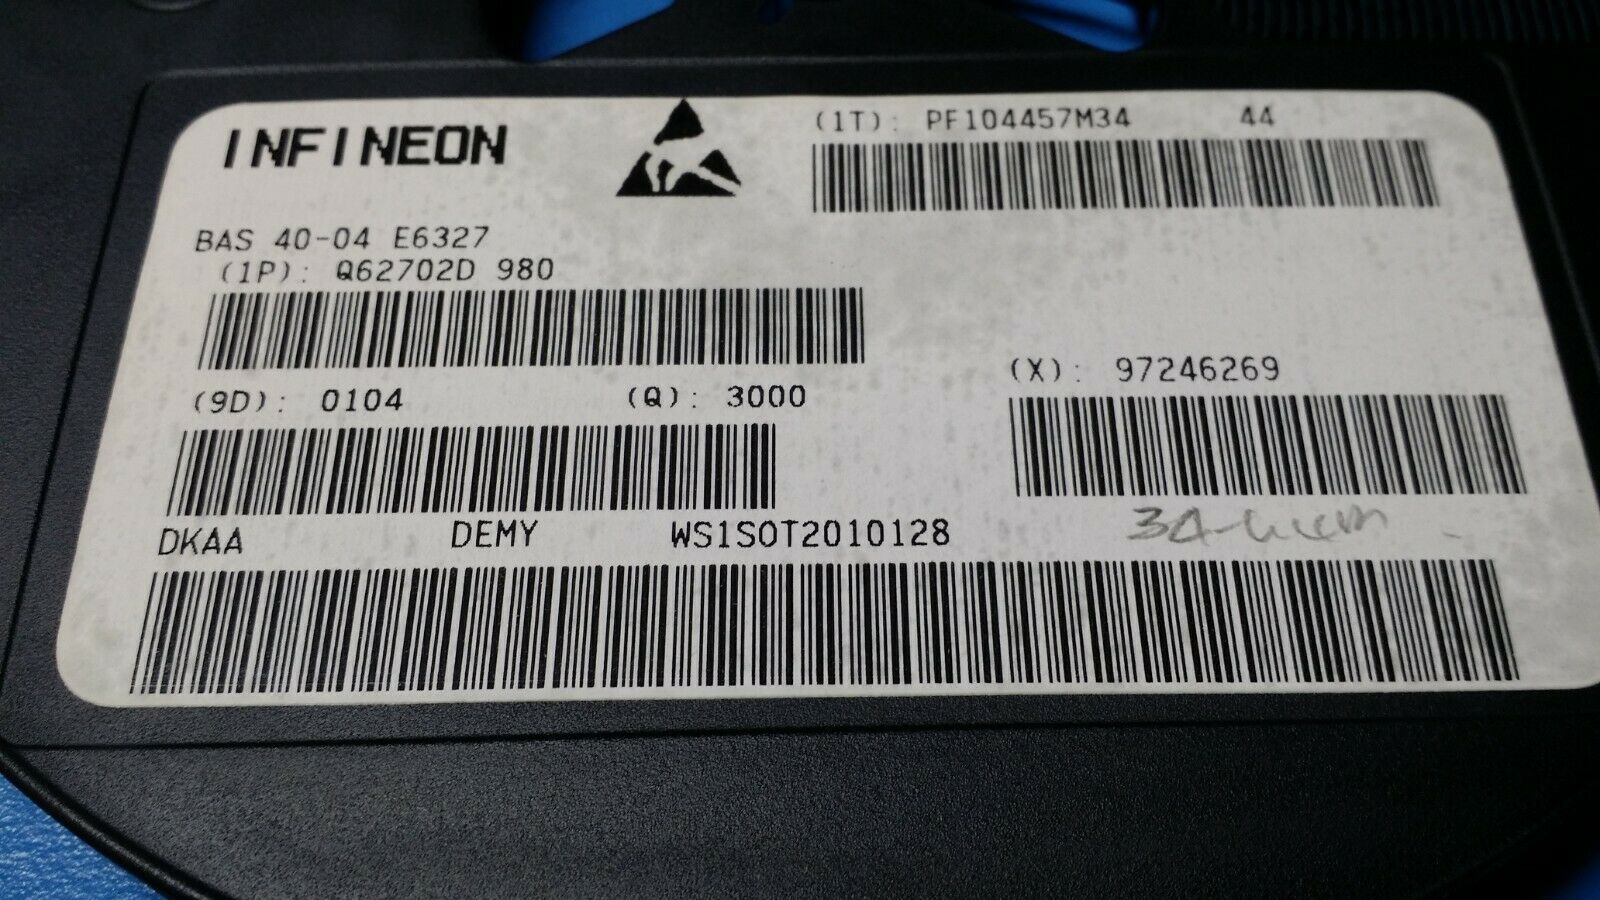 INFINEON
(1T): PF104457M34 44
BAS 40-04 E6327
(1P): Q62702D 980
(X): 97246269
(9D): 0104 (Q): 3000
DKAA DEMY WS1SOT2010128